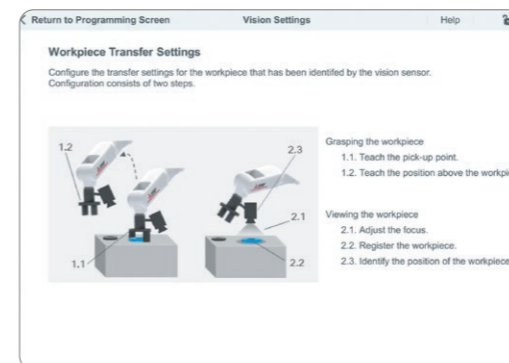 Return to Programming Screen
Vision Settings
Help
Workpiece Transfer Settings
Configure the transfer settings for the workpiece that has been identifed by the vision sensor.
Configuration consists of two steps.
1.2
2.3
2.1
1.1
2.2
Grasping the workpiece
1.1. Teach the pick-up point.
1.2. Teach the position above the workpie
Viewing the workpiece
2.1. Adjust the focus.
2.2. Register the workpiece.
2.3. Identify the position of the workpiece